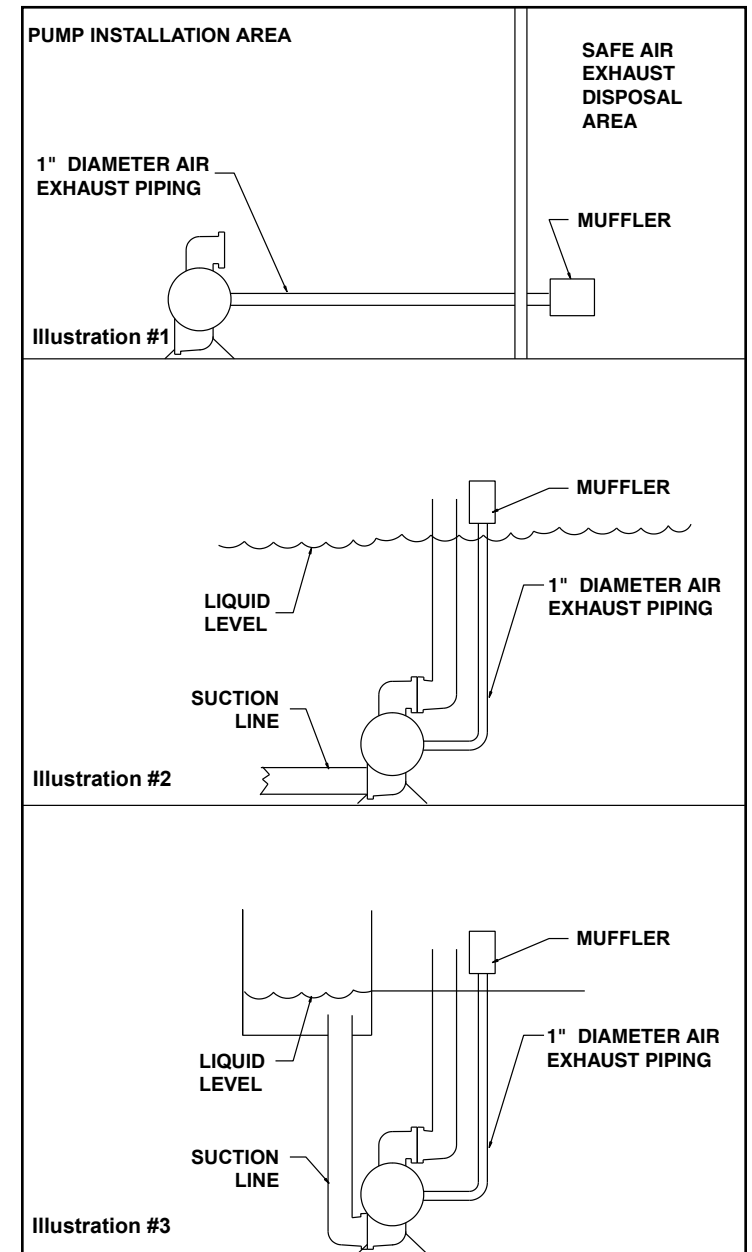 PUMP INSTALLATION AREA
SAFE AIR
EXHAUST
DISPOSAL
AREA
1" DIAMETER AIR
EXHAUST PIPING
MUFFLER
Illustration #1
MUFFLER
LIQUID
LEVEL
1" DIAMETER AIR
EXHAUST PIPING
SUCTION
LINE
Illustration #2
MUFFLER
LIQUID
LEVEL
1" DIAMETER AIR
EXHAUST PIPING
SUCTION
LINE
Illustration #3